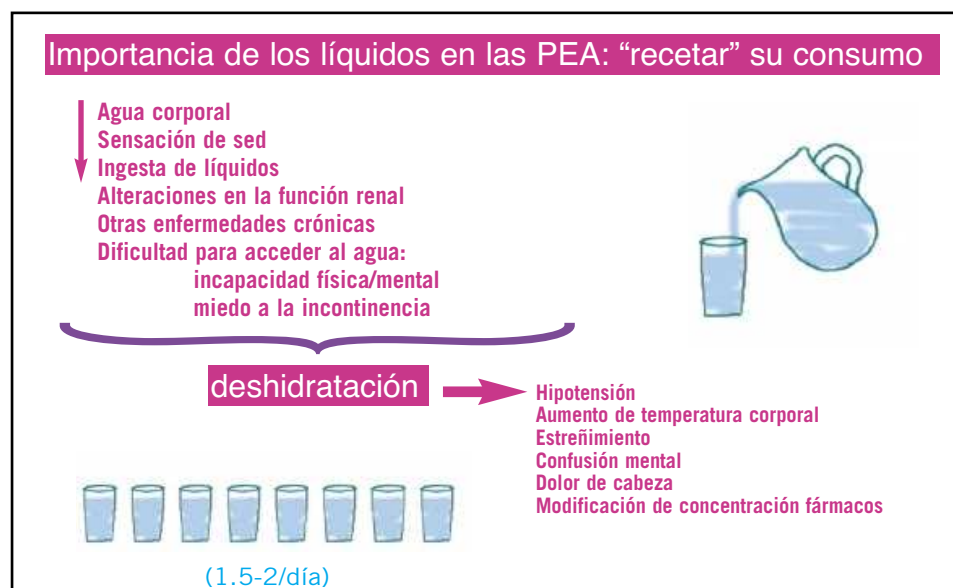 Importancia de los líquidos en las PEA: “recetar” su consumo
Agua corporal
Sensación de sed
Ingesta de líquidos
Alteraciones en la función renal
Otras enfermedades crónicas
Dificultad para acceder al agua:
incapacidad física/mental
miedo a la incontinencia
deshidratación
Hipotensión
Aumento de temperatura corporal
Estreñimiento
Confusión mental
Dolor de cabeza
Modificación de concentración fármacos
(1.5-2/día)